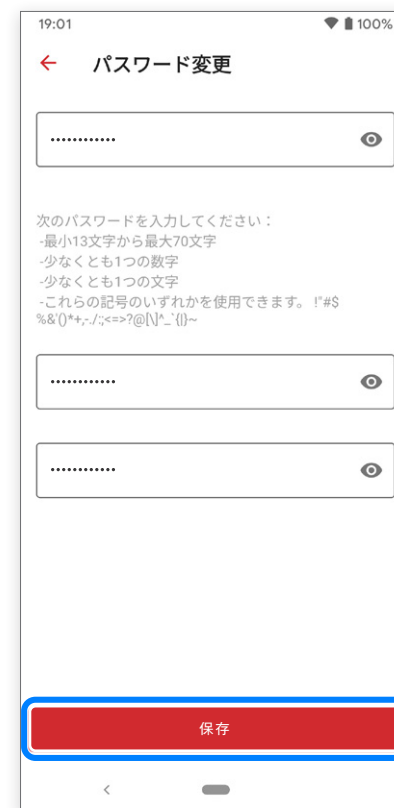 19:01 100%
← パスワード変更
••••••••••••
次のパスワードを入力してください：
-最小13文字から最大70文字
-少なくとも1つの数字
-少なくとも1つの文字
-これらの記号のいずれかを使用できます。 !"#$
%&'()*+,-./:;<=>?@[\]^_`{|}~
••••••••••••
••••••••••••
保存